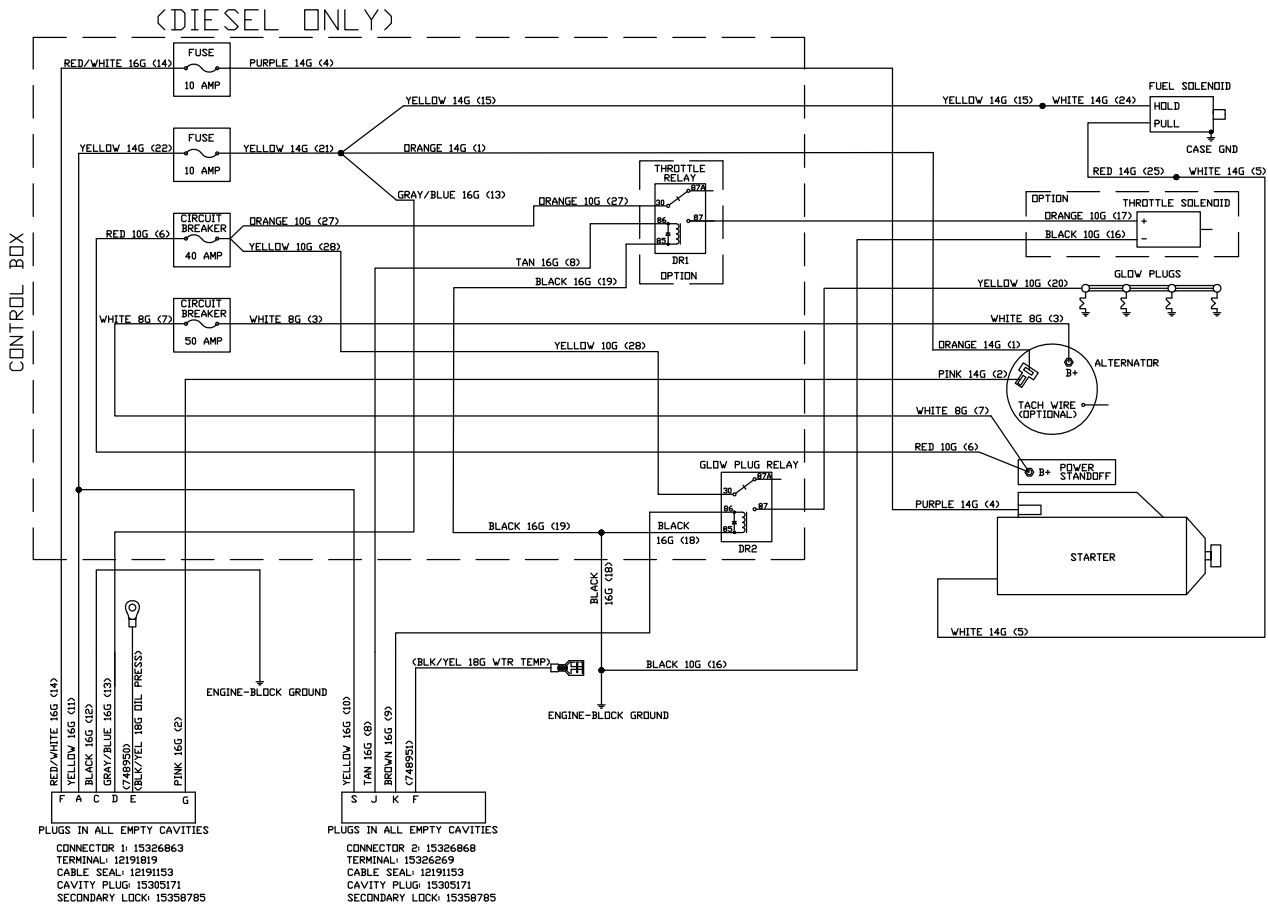 (DIESEL ONLY)
CONTROL BOX
FUSE
10 AMP
RED/WHITE 16G (14)
PURPLE 14G (4)
FUSE
10 AMP
YELLOW 14G (22)
YELLOW 14G (21)
YELLOW 14G (15)
YELLOW 14G (15)
WHITE 14G (24)
FUEL SOLENOID
HOLD
PULL
CASE GND
ORANGE 14G (1)
GRAY/BLUE 16G (13)
RED 14G (25)
WHITE 14G (5)
THROTTLE
RELAY
87A
30
86
87
85
DR1
OPTION
OPTION
THROTTLE SOLENOID
+
-
ORANGE 10G (17)
BLACK 10G (16)
CIRCUIT
BREAKER
40 AMP
RED 10G (6)
ORANGE 10G (27)
YELLOW 10G (28)
ORANGE 10G (27)
TAN 16G (8)
BLACK 16G (19)
GLOW PLUGS
YELLOW 10G (20)
CIRCUIT
BREAKER
50 AMP
WHITE 8G (7)
WHITE 8G (3)
WHITE 8G (3)
YELLOW 10G (28)
ORANGE 14G (1)
PINK 14G (2)
ALTERNATOR
B+
TACH WIRE
(OPTIONAL)
WHITE 8G (7)
RED 10G (6)
B+
POWER
STANDOFF
GLOW PLUG RELAY
87A
30
86
87
85
DR2
PURPLE 14G (4)
STARTER
WHITE 14G (5)
BLACK 16G (19)
BLACK
16G (18)
BLACK
16G (18)
(BLK/YEL 18G WTR TEMP)
BLACK 10G (16)
ENGINE-BLOCK GROUND
ENGINE-BLOCK GROUND
RED/WHITE 16G (14)
YELLOW 16G (11)
BLACK 16G (12)
GRAY/BLUE 16G (13)
(748950)
(BLK/YEL 18G OIL PRESS)
PINK 16G (2)
YELLOW 16G (10)
TAN 16G (8)
BROWN 16G (9)
(748951)
F A C D E G
S J K F
PLUGS IN ALL EMPTY CAVITIES
CONNECTOR 1: 15326863
TERMINAL: 12191819
CABLE SEAL: 12191153
CAVITY PLUG: 15305171
SECONDARY LOCK: 15358785
PLUGS IN ALL EMPTY CAVITIES
CONNECTOR 2: 15326868
TERMINAL: 15326269
CABLE SEAL: 12191153
CAVITY PLUG: 15305171
SECONDARY LOCK: 15358785